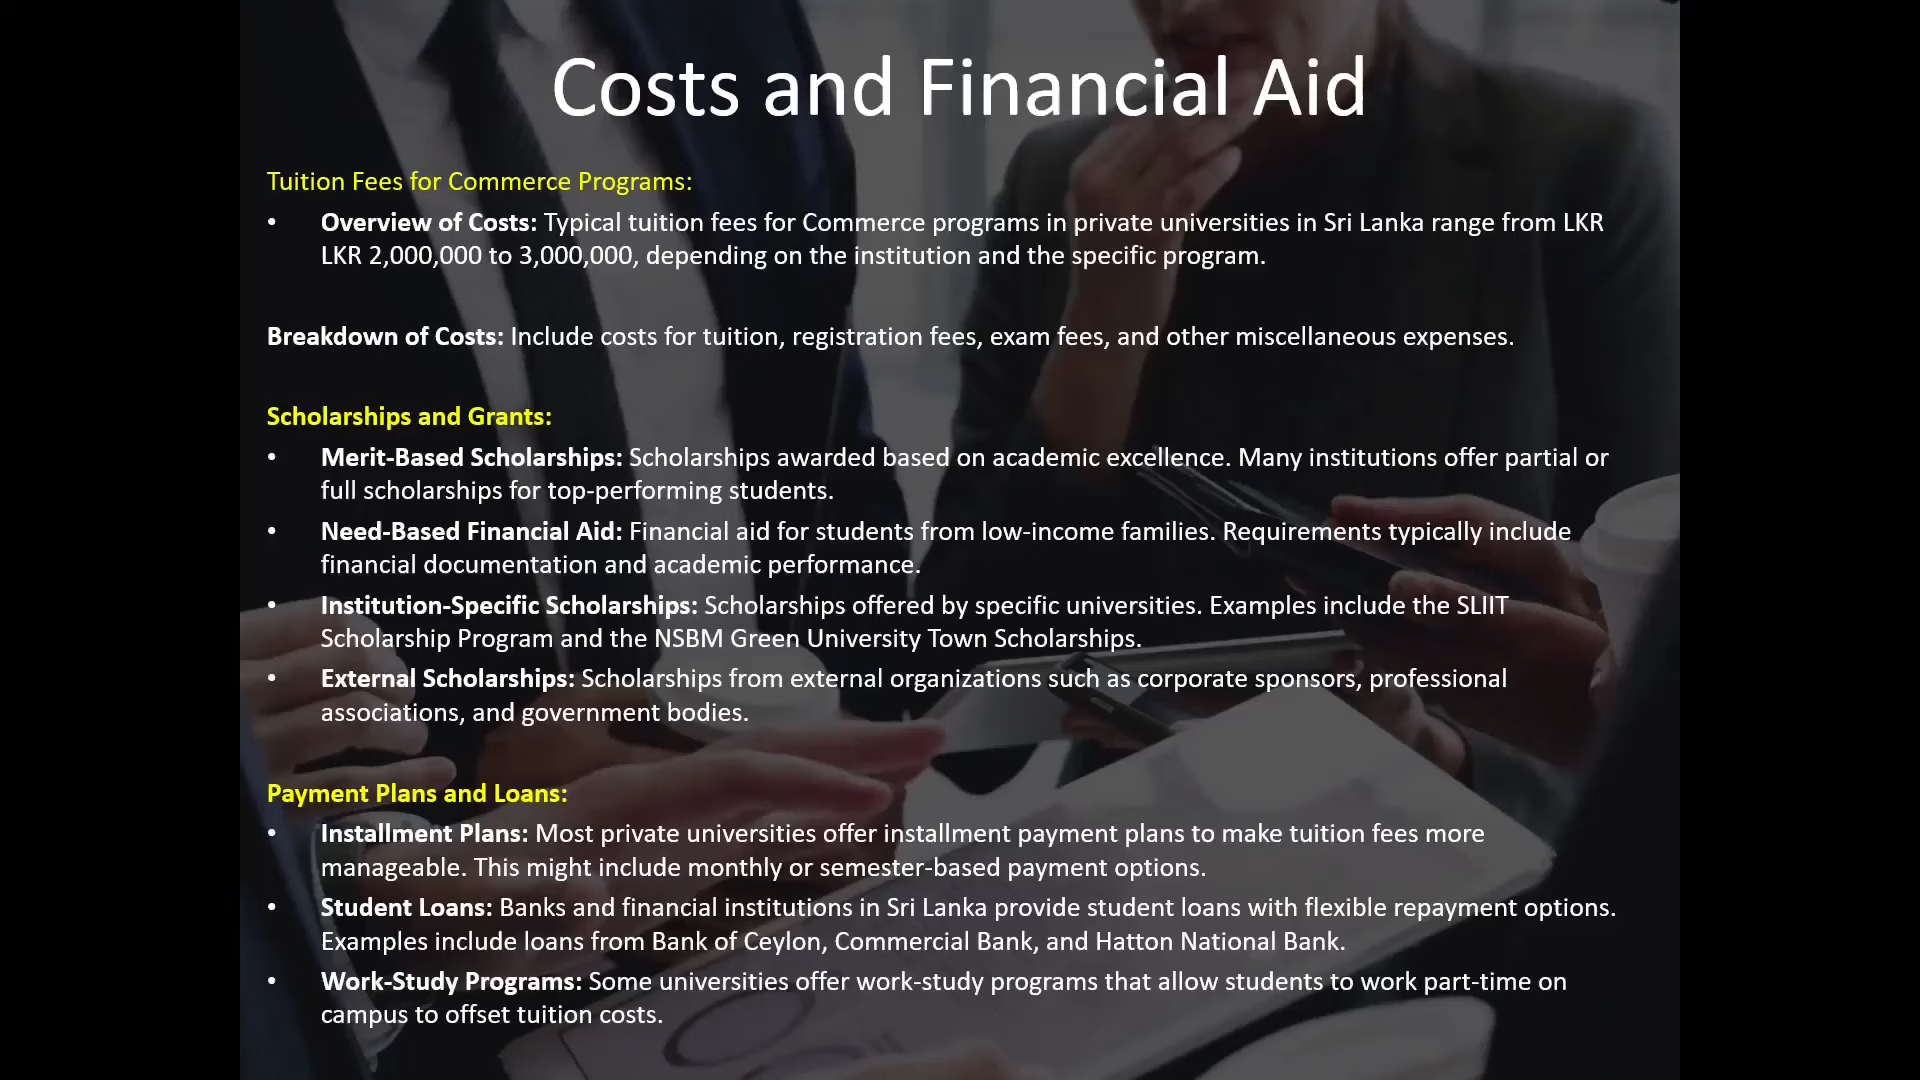 Costs and Financial Aid
Tuition Fees for Commerce Programs:
• Overview of Costs: Typical tuition fees for Commerce programs in private universities in Sri Lanka range from LKR
LKR 2,000,000 to 3,000,000, depending on the institution and the specific program.
Breakdown of Costs: Include costs for tuition, registration fees, exam fees, and other miscellaneous expenses.
Scholarships and Grants:
• Merit-Based Scholarships: Scholarships awarded based on academic excellence. Many institutions offer partial or
full scholarships for top-performing students.
• Need-Based Financial Aid: Financial aid for students from low-income families. Requirements typically include
financial documentation and academic performance.
• Institution-Specific Scholarships: Scholarships offered by specific universities. Examples include the SLIIT
Scholarship Program and the NSBM Green University Town Scholarships.
• External Scholarships: Scholarships from external organizations such as corporate sponsors, professional
associations, and government bodies.
Payment Plans and Loans:
• Installment Plans: Most private universities offer installment payment plans to make tuition fees more
manageable. This might include monthly or semester-based payment options.
• Student Loans: Banks and financial institutions in Sri Lanka provide student loans with flexible repayment options.
Examples include loans from Bank of Ceylon, Commercial Bank, and Hatton National Bank.
• Work-Study Programs: Some universities offer work-study programs that allow students to work part-time on
campus to offset tuition costs.